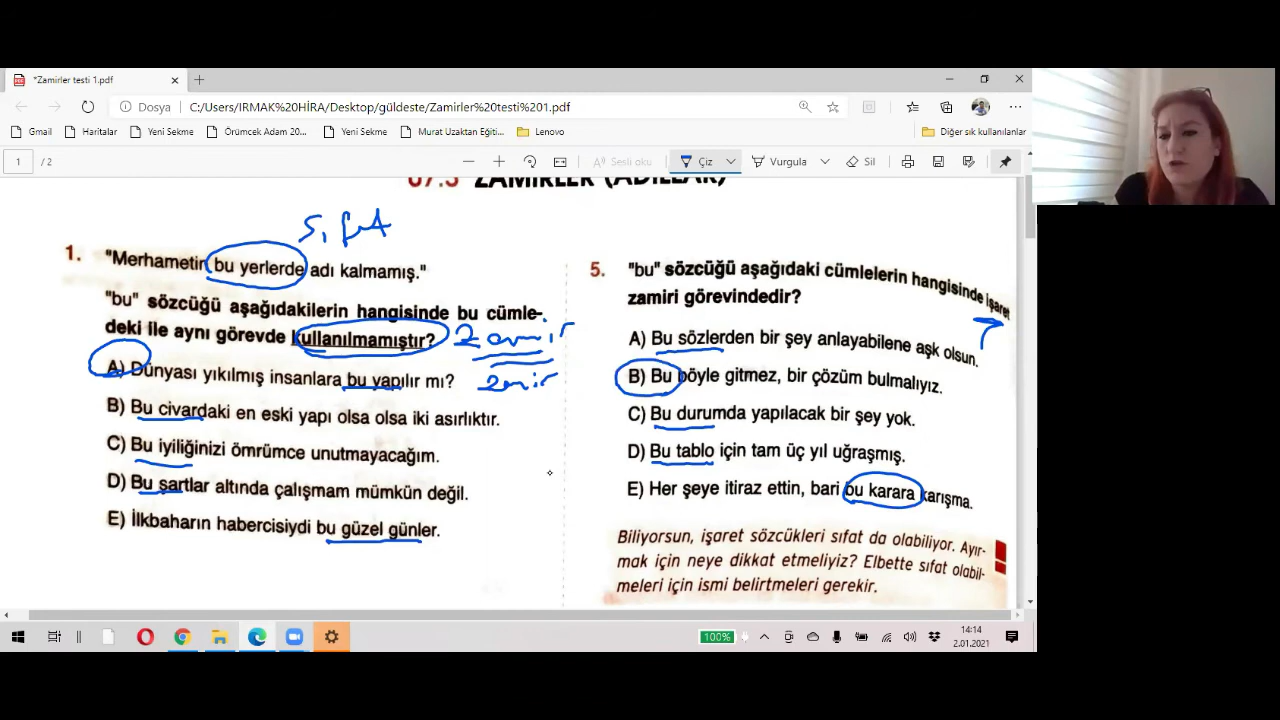 *Zamirler testi 1.pdf
Dosya
C:/Users/IRMAK%20HİRA/Desktop/güldeste/Zamirler%20testi%201.pdf
Gmail
Haritalar
Yeni Sekme
Örümcek Adam 20...
Yeni Sekme
Murat Uzaktan Eğiti...
Lenovo
Diğer sık kullanılanlar
1 / 2
Sesli oku
Çiz
Vurgula
Sil
07.3 ZAMİRLER (ADILLAR)
sıfat
1. "Merhametin bu yerlerde adı kalmamış."
"bu" sözcüğü aşağıdakilerin hangisinde bu cümle-
deki ile aynı görevde kullanılmamıştır?
Zamir
zmir
A) Dünyası yıkılmış insanlara bu yapılır mı?
B) Bu civardaki en eski yapı olsa olsa iki asırlıktır.
C) Bu iyiliğinizi ömrümce unutmayacağım.
D) Bu şartlar altında çalışmam mümkün değil.
E) İlkbaharın habercisiydi bu güzel günler.
5. "bu" sözcüğü aşağıdaki cümlelerin hangisinde işaret
zamiri görevindedir?
A) Bu sözlerden bir şey anlayabilene aşk olsun.
B) Bu böyle gitmez, bir çözüm bulmalıyız.
C) Bu durumda yapılacak bir şey yok.
D) Bu tablo için tam üç yıl uğraşmış.
E) Her şeye itiraz ettin, bari bu karara karışma.
Biliyorsun, işaret sözcükleri sıfat da olabiliyor. Ayır-
mak için neye dikkat etmeliyiz? Elbette sıfat olabil-
meleri için ismi belirtmeleri gerekir.
100%
14:14
2.01.2021